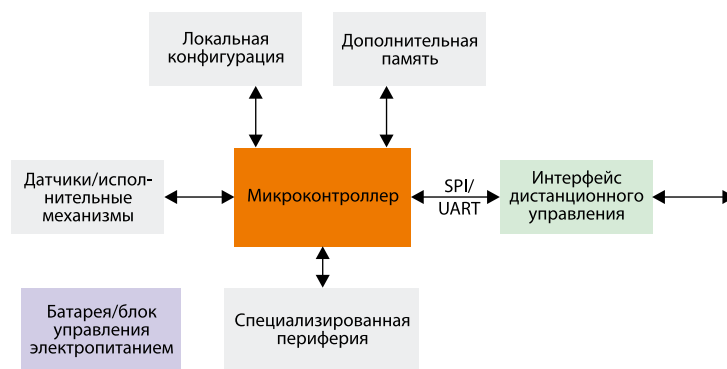 Локальная
конфигурация
Дополнительная
память
Датчики/испол-
нительные
механизмы
Микроконтроллер
SPI/
UART
Интерфейс
дистанционного
управления
Батарея/блок
управления
электропитанием
Специализированная
периферия